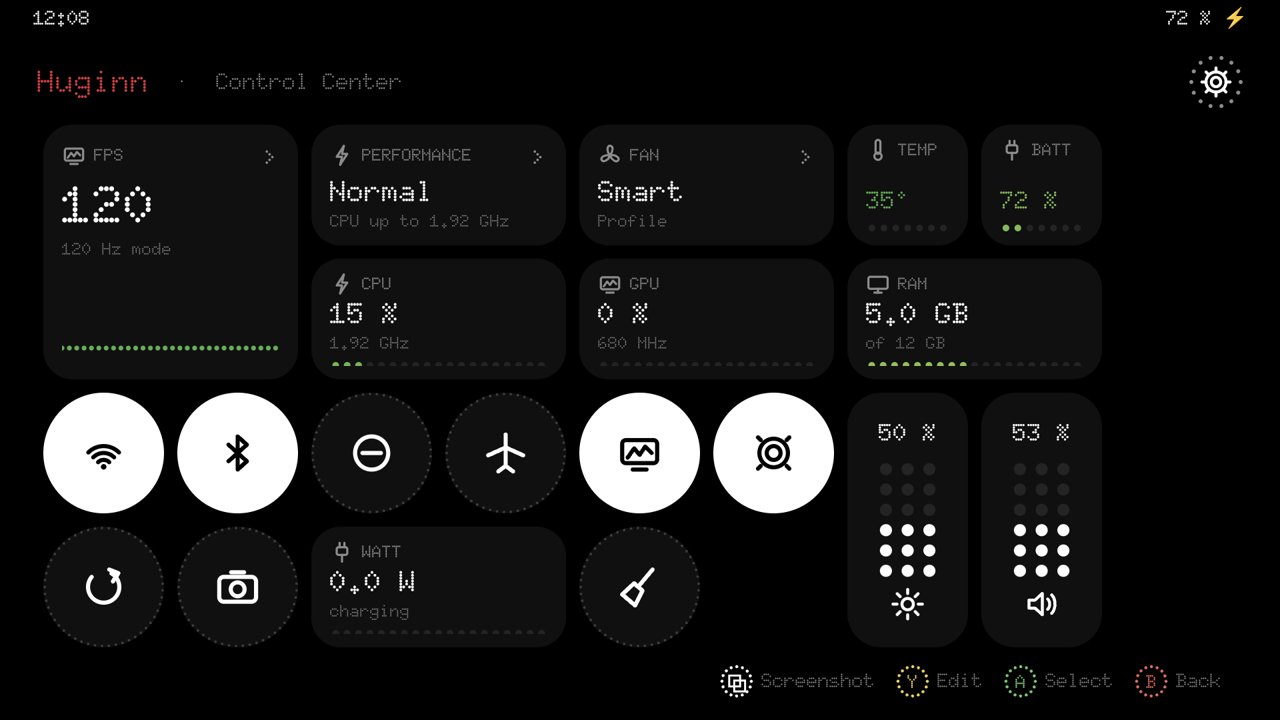 12:08
72 % ⚡
Huginn · Control Center
FPS
120
120 Hz mode
PERFORMANCE
Normal
CPU up to 1.92 GHz
FAN
Smart
Profile
TEMP
35°
BATT
72 %
CPU
15 %
1.92 GHz
GPU
0 %
680 MHz
RAM
5.0 GB
of 12 GB
50 %
53 %
WATT
0.0 W
charging
Screenshot
Y Edit
A Select
B Back